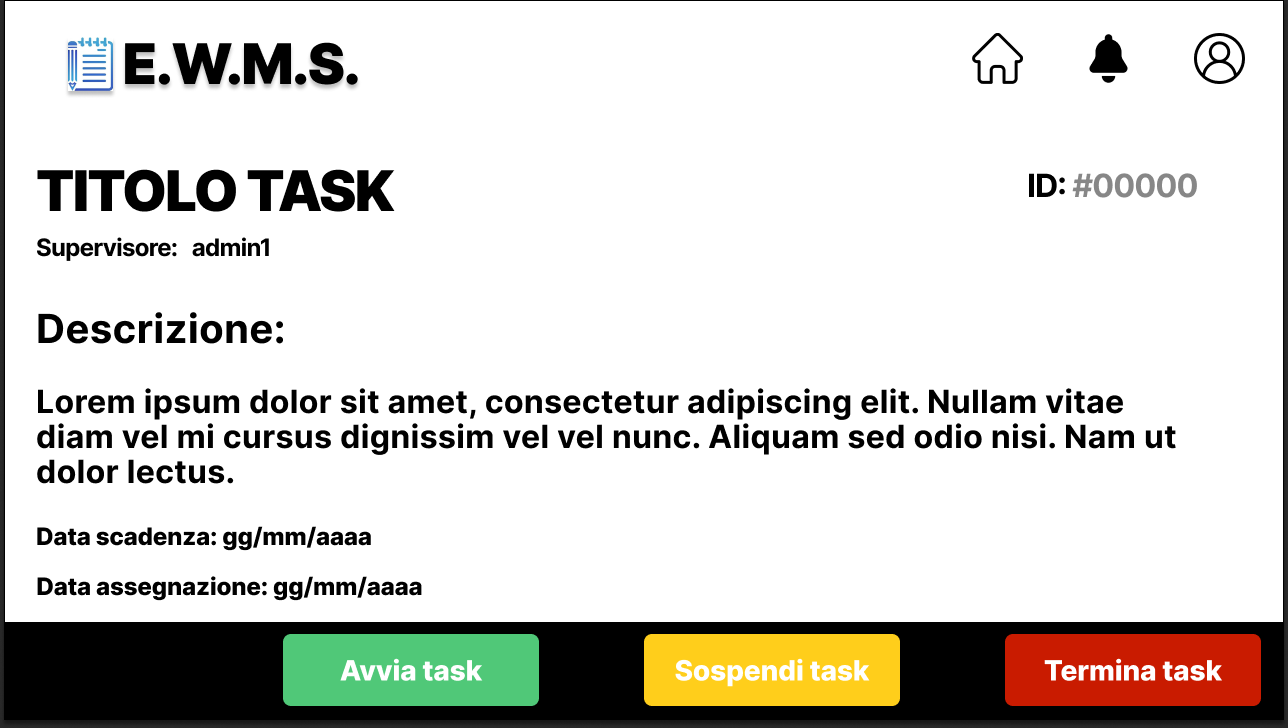 E.W.M.S.
TITOLO TASK
ID: #00000
Supervisore: admin1
Descrizione:
Lorem ipsum dolor sit amet, consectetur adipiscing elit. Nullam vitae
diam vel mi cursus dignissim vel vel nunc. Aliquam sed odio nisi. Nam ut
dolor lectus.
Data scadenza: gg/mm/aaaa
Data assegnazione: gg/mm/aaaa
Avvia task
Sospendi task
Termina task